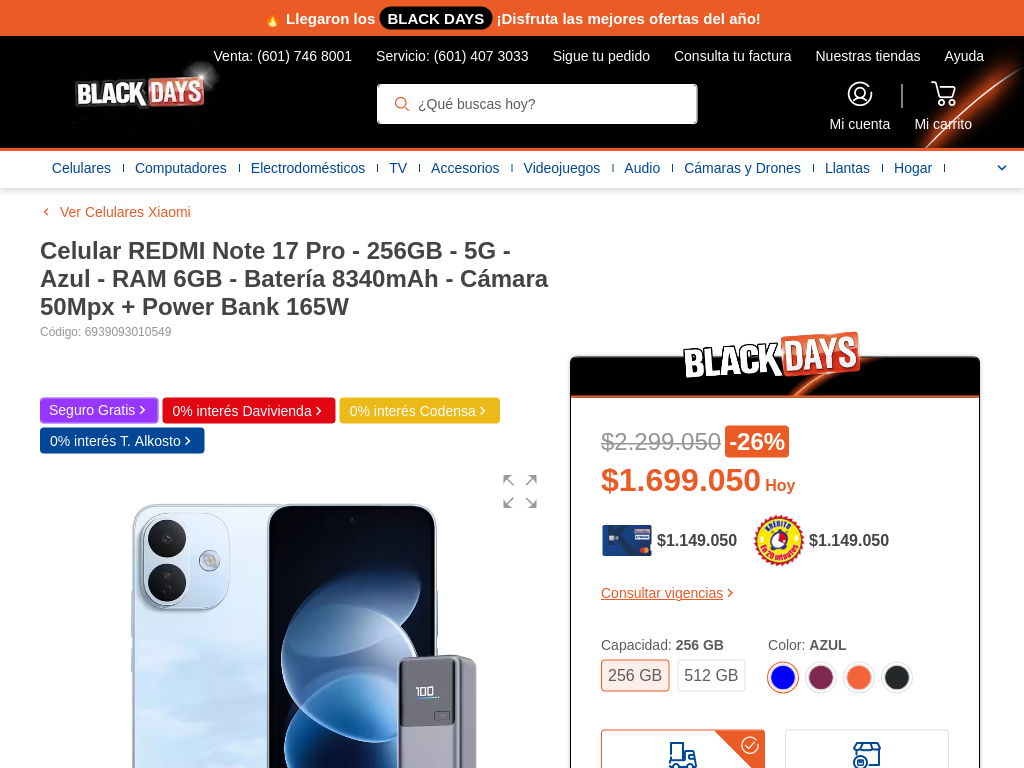 🔥 Llegaron los BLACK DAYS ¡Disfruta las mejores ofertas del año!
Venta: (601) 746 8001 Servicio: (601) 407 3033 Sigue tu pedido Consulta tu factura Nuestras tiendas Ayuda
BLACK DAYS
¿Qué buscas hoy?
Mi cuenta Mi carrito
Celulares Computadores Electrodomésticos TV Accesorios Videojuegos Audio Cámaras y Drones Llantas Hogar
Ver Celulares Xiaomi
Celular REDMI Note 17 Pro - 256GB - 5G -
Azul - RAM 6GB - Batería 8340mAh - Cámara
50Mpx + Power Bank 165W
Código: 6939093010549
BLACK DAYS
Seguro Gratis 0% interés Davivienda 0% interés Codensa
0% interés T. Alkosto
$2.299.050 -26%
$1.699.050 Hoy
$1.149.050 KREDITO En 20 minutos $1.149.050
Consultar vigencias
Capacidad: 256 GB Color: AZUL
256 GB 512 GB
100